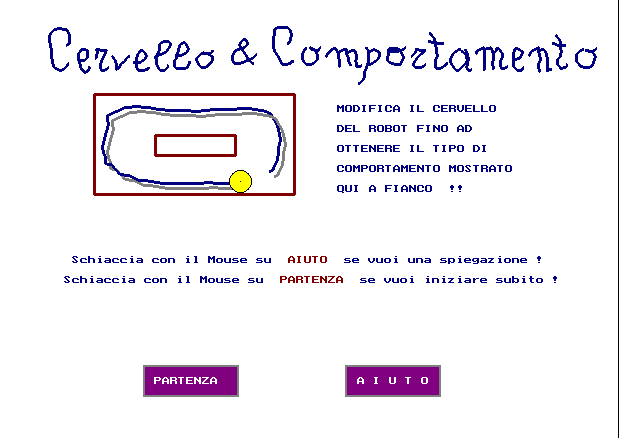 Cervello & Comportamento
MODIFICA IL CERVELLO
DEL ROBOT FINO AD
OTTENERE IL TIPO DI
COMPORTAMENTO MOSTRATO
QUI A FIANCO !!
Schiaccia con il Mouse su AIUTO se vuoi una spiegazione !
Schiaccia con il Mouse su PARTENZA se vuoi iniziare subito !
PARTENZA
A I U T O